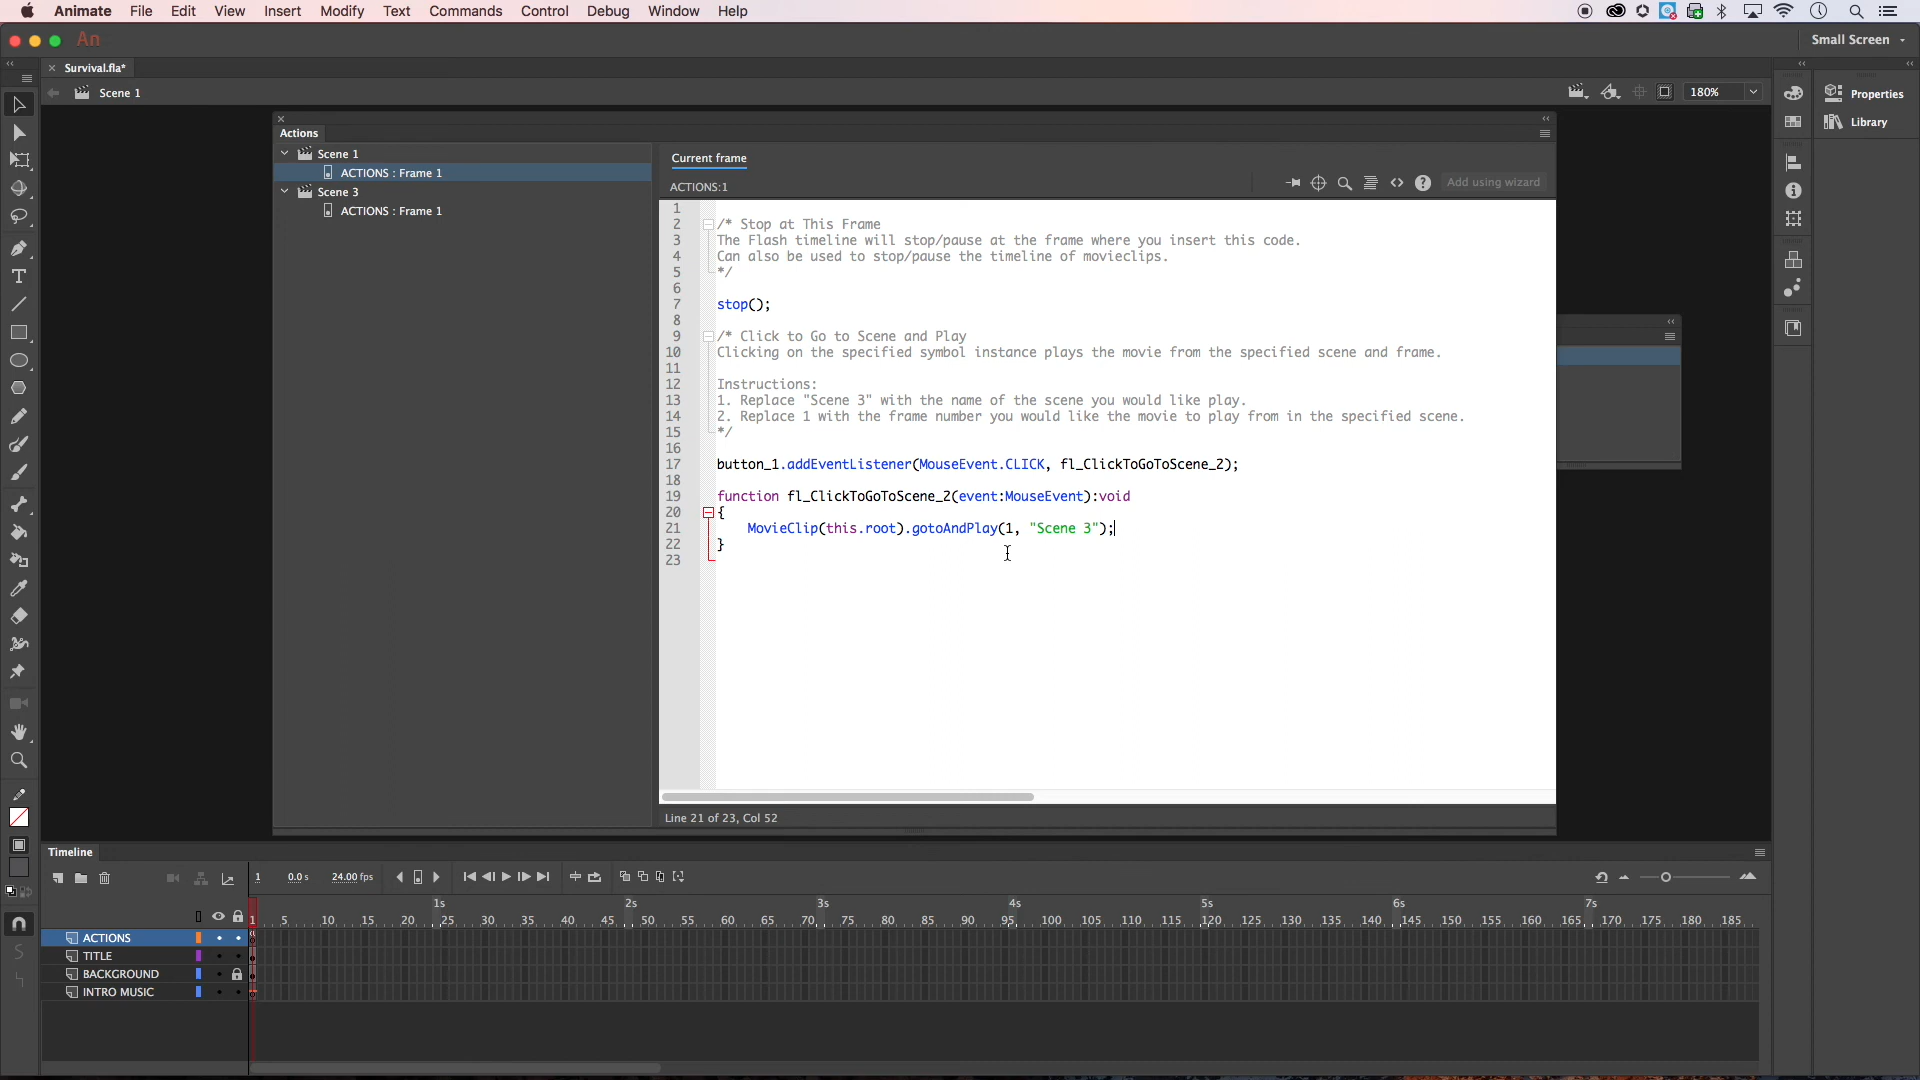 Animate File Edit View Insert Modify Text Commands Control Debug Window Help
An
Small Screen
Survival.fla*
Scene 1
180%
Properties
Library
Actions
Scene 1
ACTIONS : Frame 1
Scene 3
ACTIONS : Frame 1
Current frame
ACTIONS:1
Add using wizard
1
2 /* Stop at This Frame
3 The Flash timeline will stop/pause at the frame where you insert this code.
4 Can also be used to stop/pause the timeline of movieclips.
5 */
6
7 stop();
8
9 /* Click to Go to Scene and Play
10 Clicking on the specified symbol instance plays the movie from the specified scene and frame.
11
12 Instructions:
13 1. Replace "Scene 3" with the name of the scene you would like play.
14 2. Replace 1 with the frame number you would like the movie to play from in the specified scene.
15 */
16
17 button_1.addEventListener(MouseEvent.CLICK, fl_ClickToGoToScene_2);
18
19 function fl_ClickToGoToScene_2(event:MouseEvent):void
20 {
21 MovieClip(this.root).gotoAndPlay(1, "Scene 3");
22 }
23
Line 21 of 23, Col 52
Timeline
1 0.0 s 24.00 fps
1s 2s 3s 4s 5s 6s 7s
1 5 10 15 20 25 30 35 40 45 50 55 60 65 70 75 80 85 90 95 100 105 110 115 120 125 130 135 140 145 150 155 160 165 170 175 180 185
ACTIONS
TITLE
BACKGROUND
INTRO MUSIC